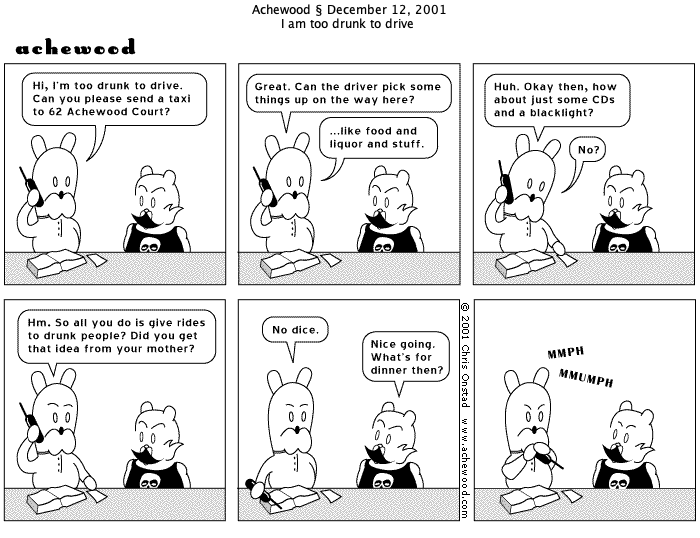 Achewood § December 12, 2001
I am too drunk to drive
achewood
Hi, I'm too drunk to drive.
Can you please send a taxi
to 62 Achewood Court?
Great. Can the driver pick some
things up on the way here?
...like food and
liquor and stuff.
Huh. Okay then, how
about just some CDs
and a blacklight?
No?
Hm. So all you do is give rides
to drunk people? Did you get
that idea from your mother?
No dice.
Nice going.
What's for
dinner then?
© 2001 Chris Onstad www.achewood.com
MMPH
MMUMPH